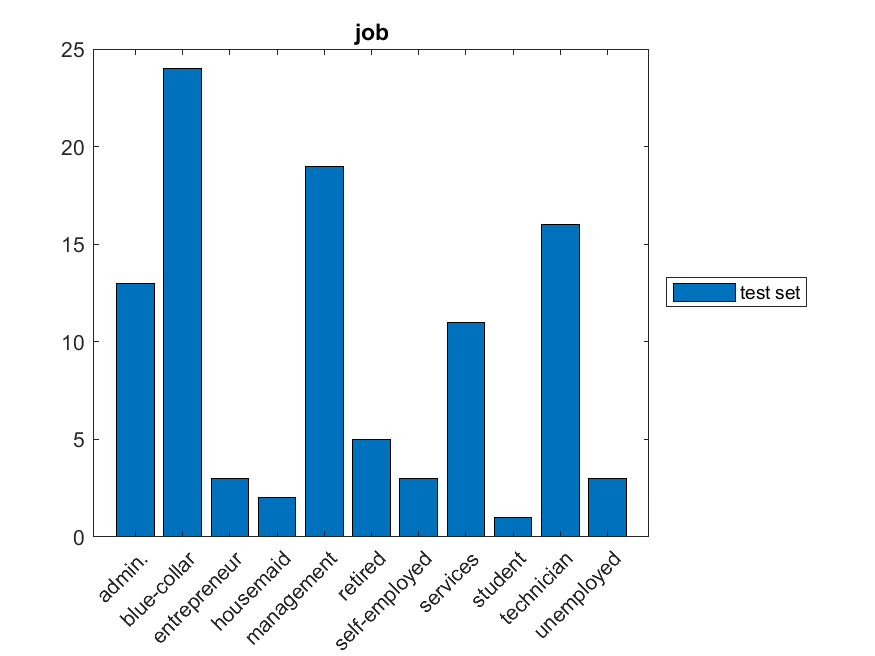 job
25
20
15
10
5
0
admin.
blue-collar
entrepreneur
housemaid
management
retired
self-employed
services
student
technician
unemployed
test set